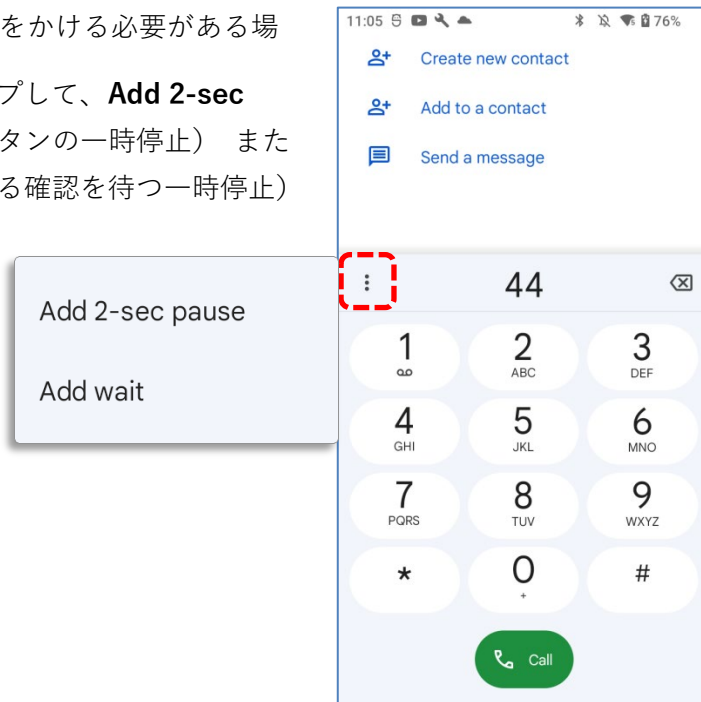 をかける必要がある場
プして、Add 2-sec
タンの一時停止） また
る確認を待つ一時停止）
Add 2-sec pause
Add wait
11:05 76%
Create new contact
Add to a contact
Send a message
44
1 2 3
ABC DEF
4 5 6
GHI JKL MNO
7 8 9
PQRS TUV WXYZ
* 0 #
+
Call